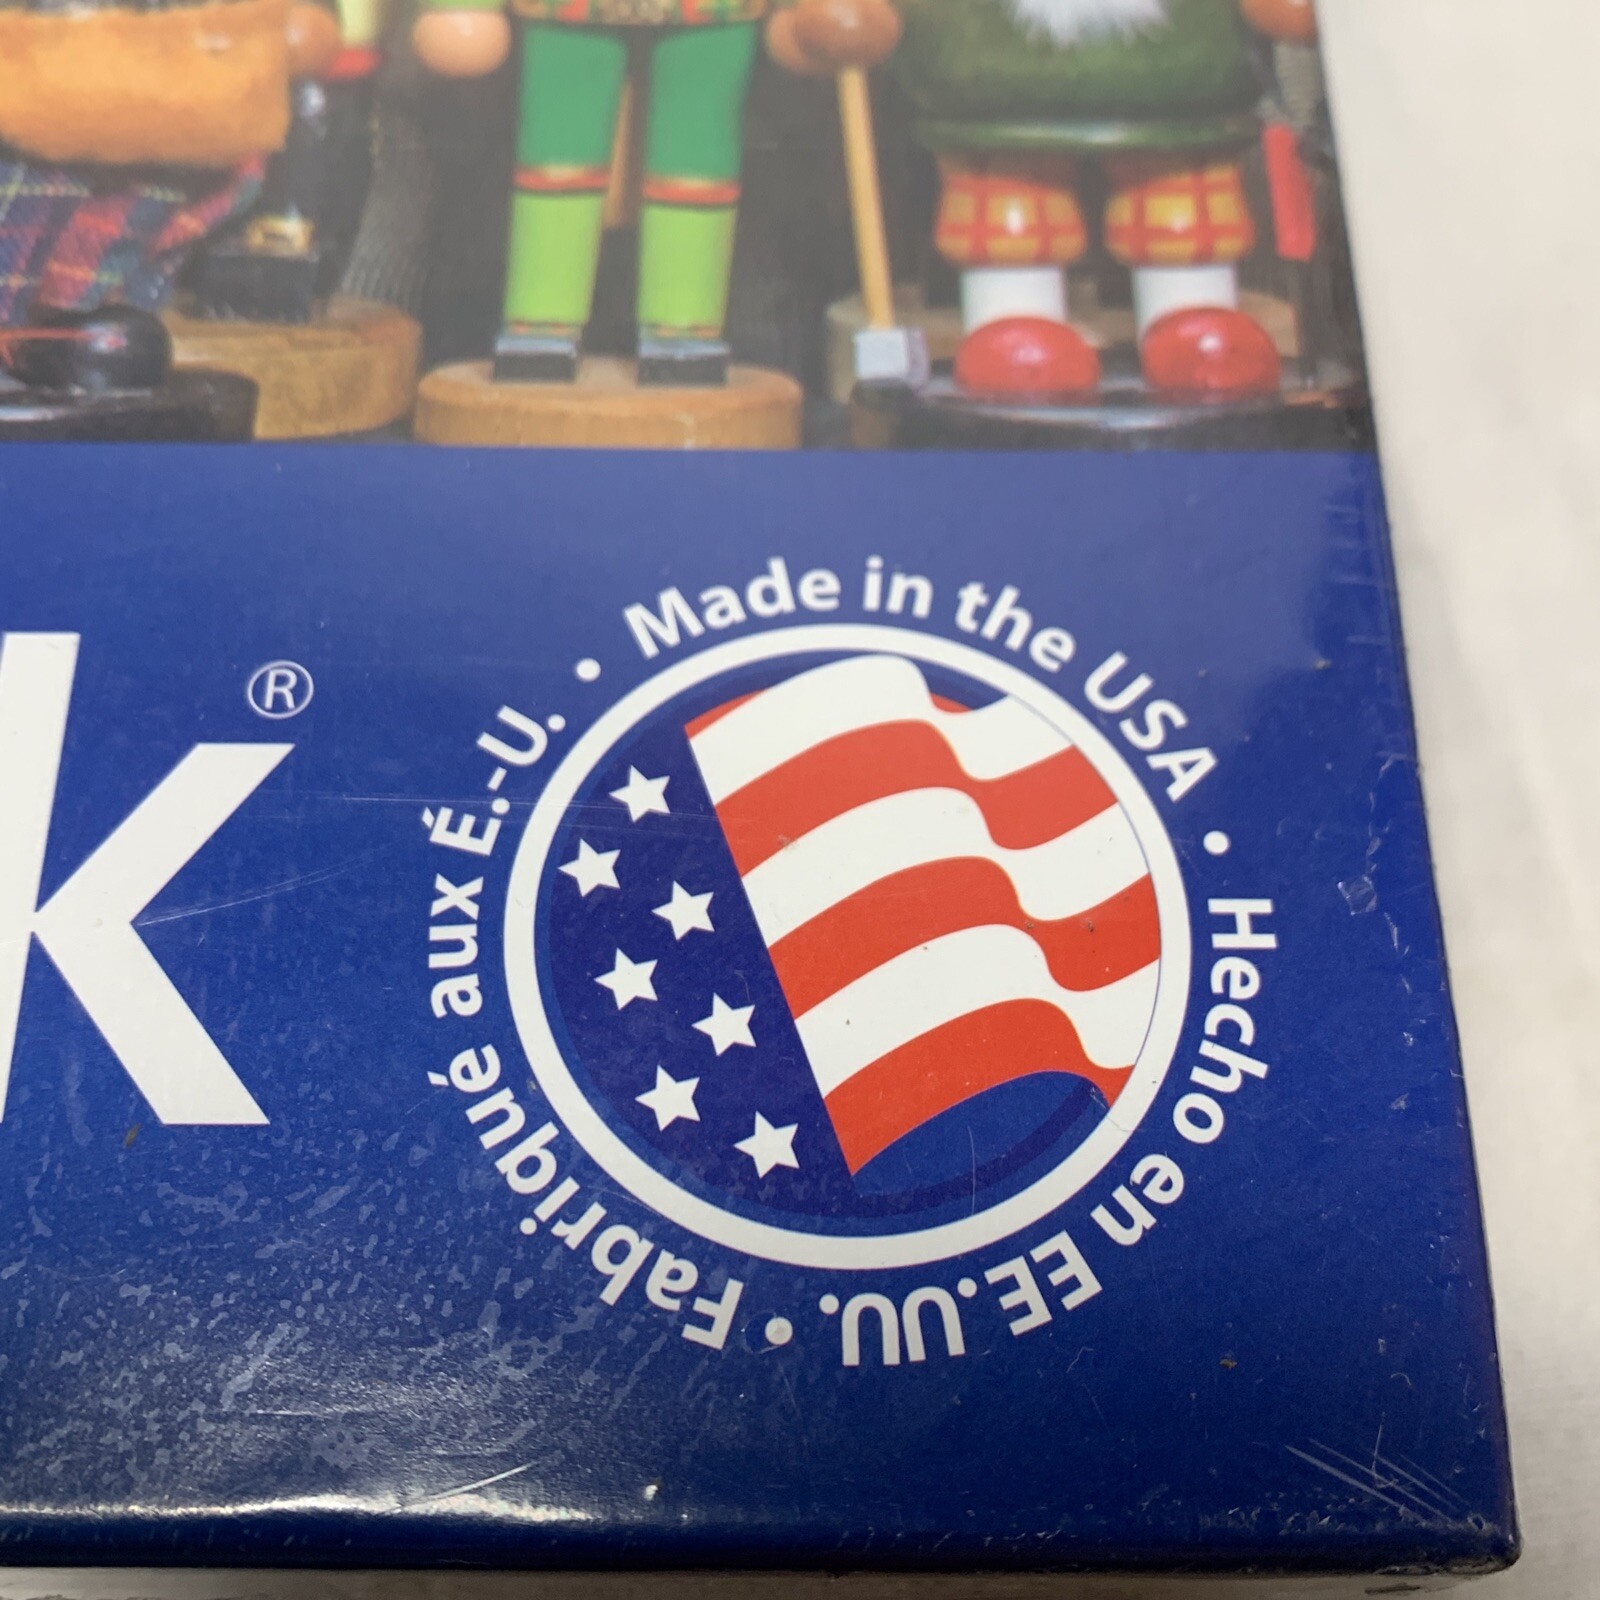 k®
• Made in the USA • Hecho en EE.UU. • Fabriqué aux É.-U.